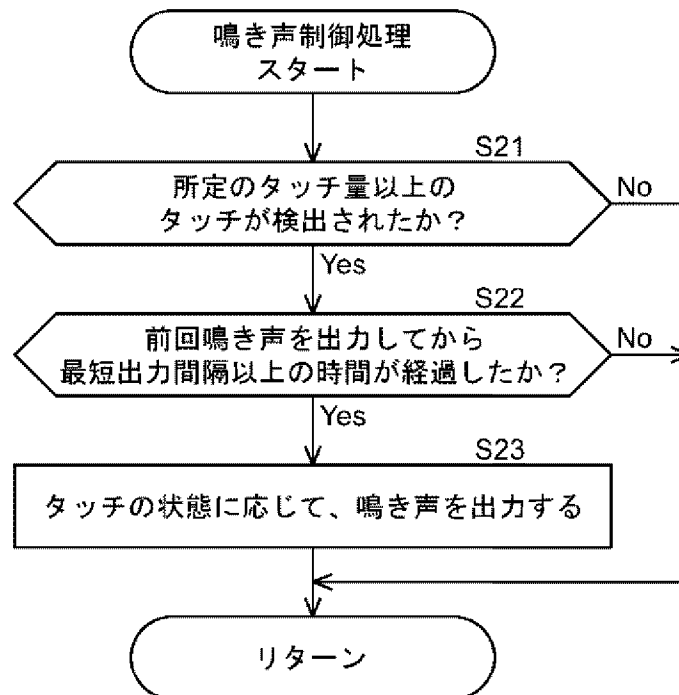 鳴き声制御処理
スタート
S21
所定のタッチ量以上の
タッチが検出されたか？
No
Yes
S22
前回鳴き声を出力してから
最短出力間隔以上の時間が経過したか？
No
Yes
S23
タッチの状態に応じて、鳴き声を出力する
リターン